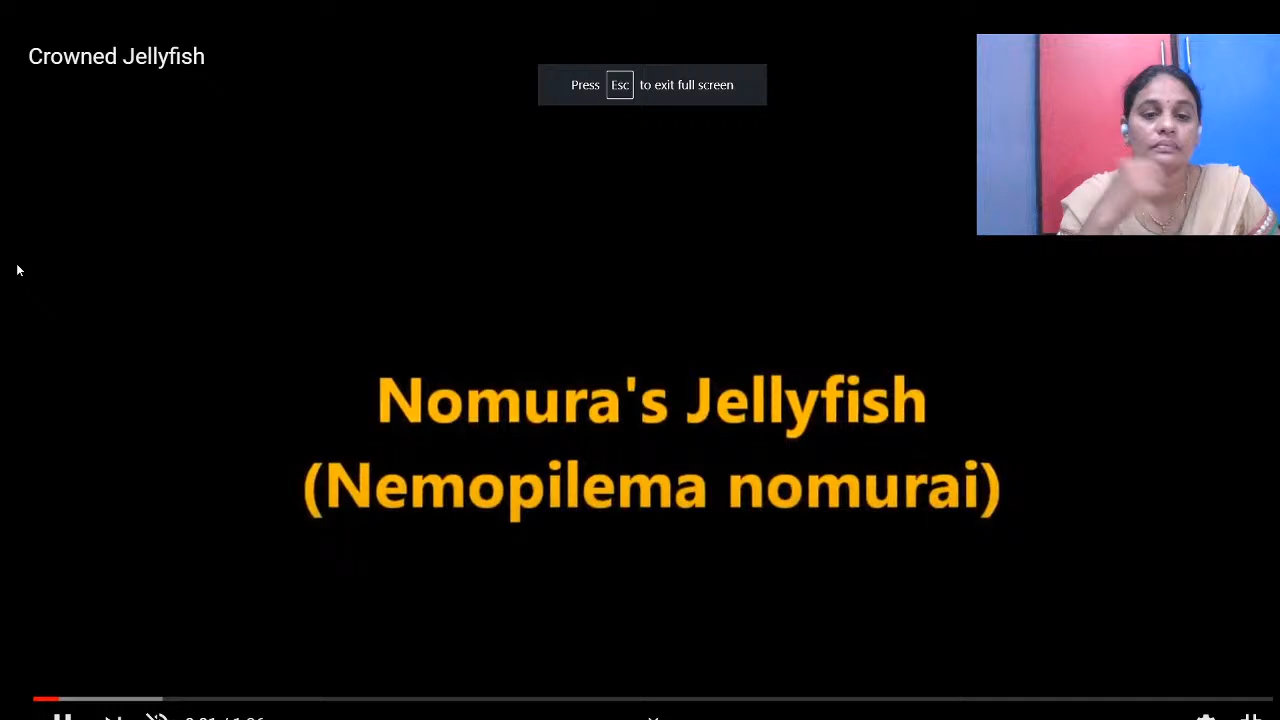 Crowned Jellyfish
Press Esc to exit full screen
Nomura's Jellyfish
(Nemopilema nomurai)